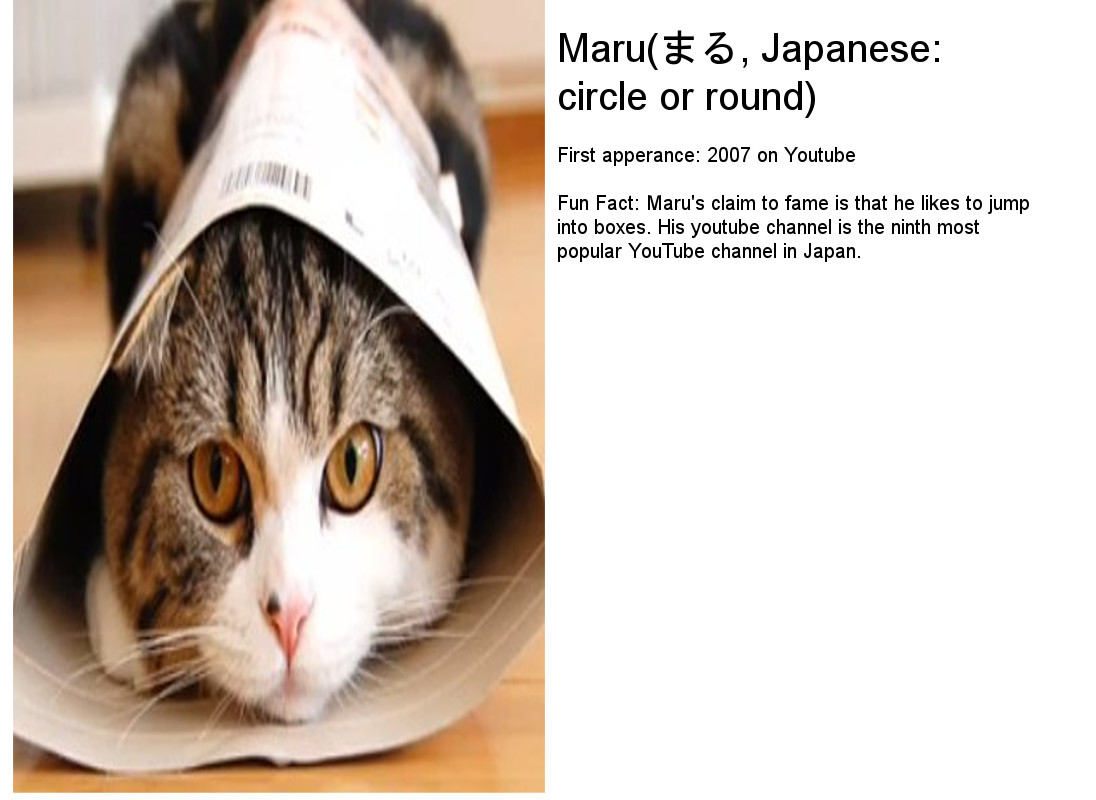 Maru(まる, Japanese:
circle or round)
First apperance: 2007 on Youtube
Fun Fact: Maru's claim to fame is that he likes to jump
into boxes. His youtube channel is the ninth most
popular YouTube channel in Japan.